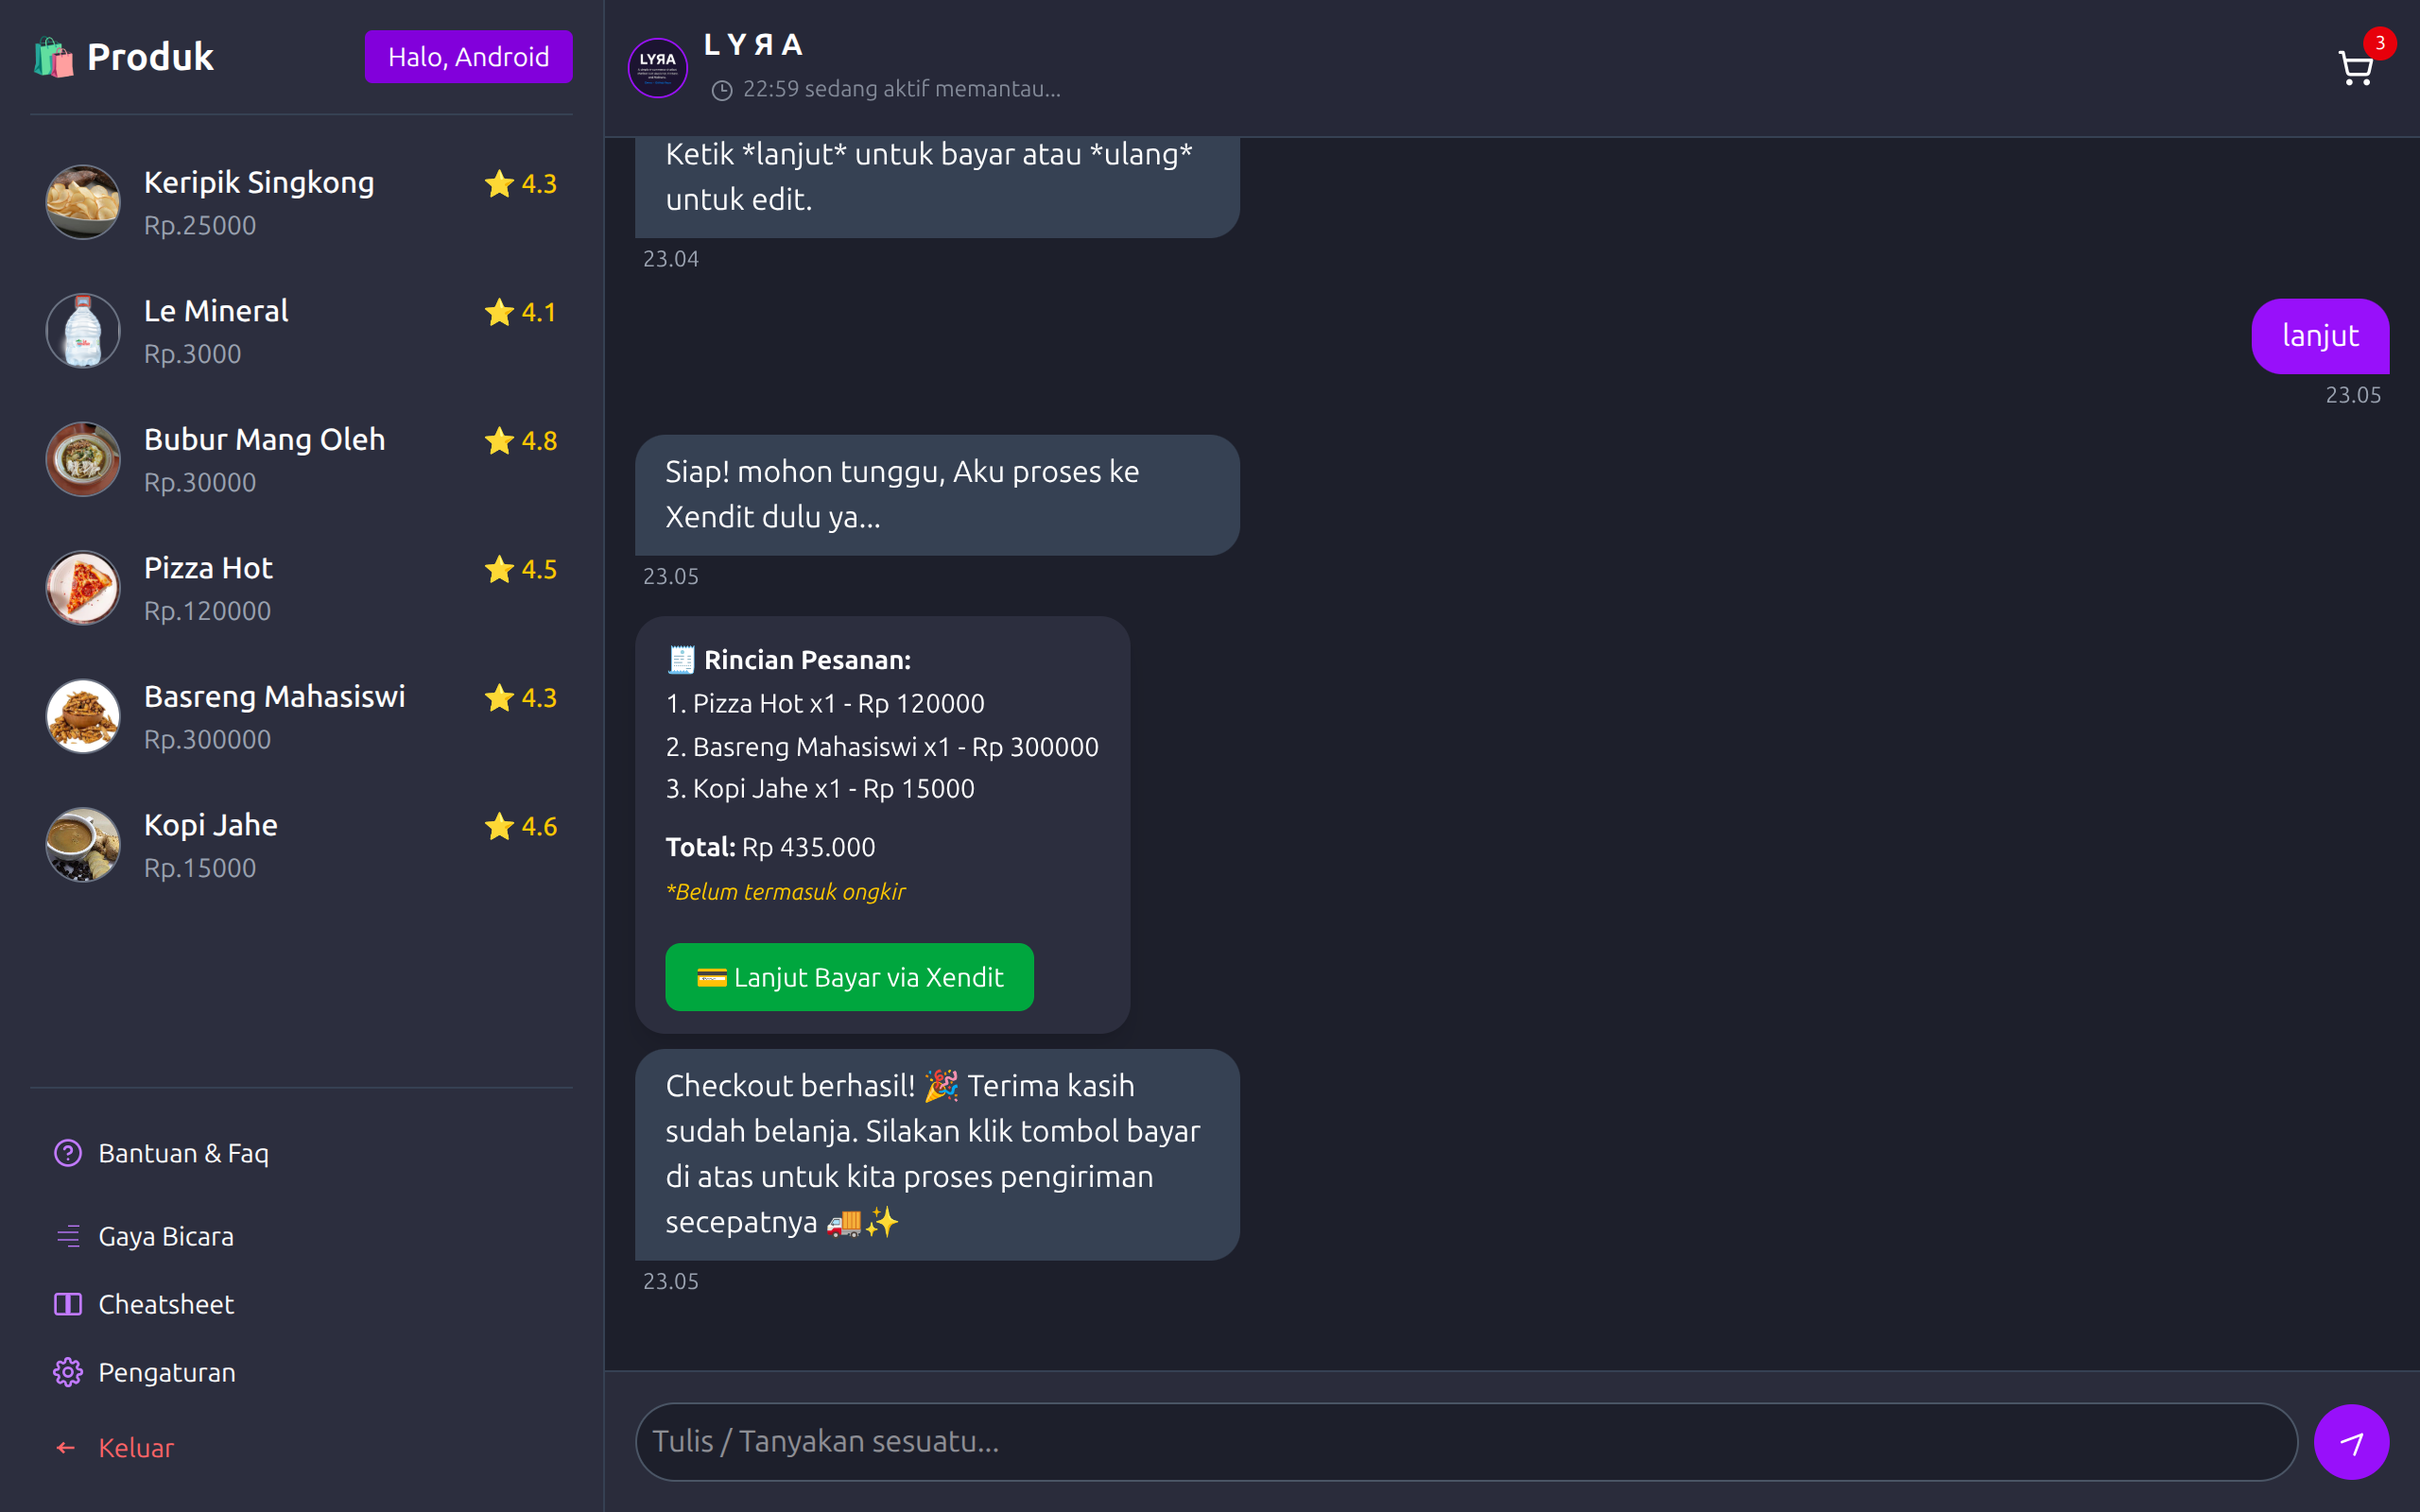 Produk
Halo, Android
Keripik Singkong
4.3
Rp.25000
Le Mineral
4.1
Rp.3000
Bubur Mang Oleh
4.8
Rp.30000
Pizza Hot
4.5
Rp.120000
Basreng Mahasiswi
4.3
Rp.300000
Kopi Jahe
4.6
Rp.15000
Bantuan & Faq
Gaya Bicara
Cheatsheet
Pengaturan
Keluar
LYЯA
LYЯA
22:59 sedang aktif memantau...
3
Ketik *lanjut* untuk bayar atau *ulang*
untuk edit.
23.04
lanjut
23.05
Siap! mohon tunggu, Aku proses ke
Xendit dulu ya...
23.05
🧾 Rincian Pesanan:
1. Pizza Hot x1 - Rp 120000
2. Basreng Mahasiswi x1 - Rp 300000
3. Kopi Jahe x1 - Rp 15000
Total: Rp 435.000
*Belum termasuk ongkir
💳 Lanjut Bayar via Xendit
Checkout berhasil! 🎉 Terima kasih
sudah belanja. Silakan klik tombol bayar
di atas untuk kita proses pengiriman
secepatnya 🚚✨
23.05
Tulis / Tanyakan sesuatu...